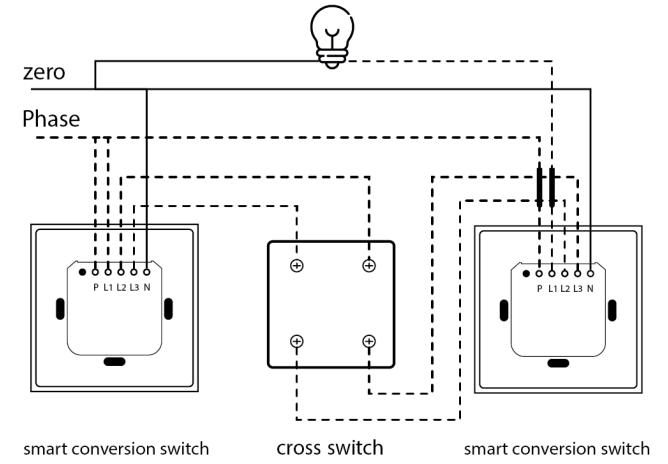 zero
Phase
P L1 L2 L3 N
P L1 L2 L3 N
smart conversion switch
cross switch
smart conversion switch